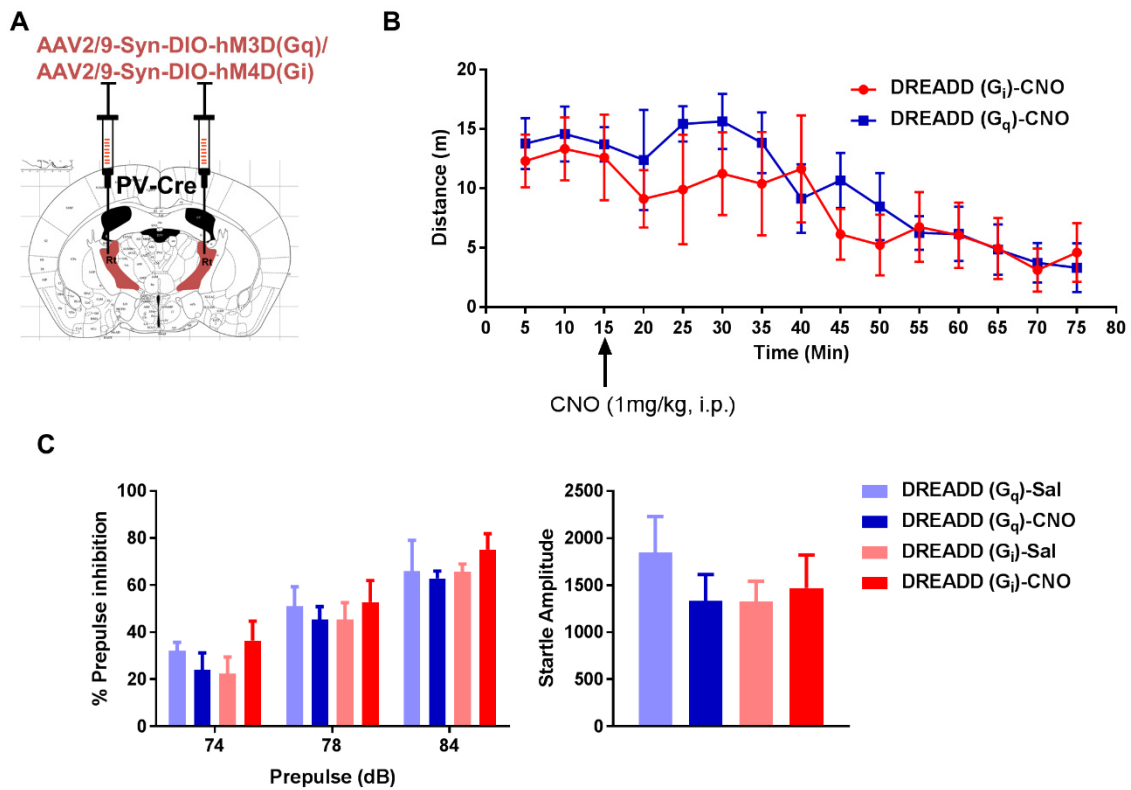 A
AAV2/9-Syn-DIO-hM3D(Gq)/
AAV2/9-Syn-DIO-hM4D(Gi)
PV-Cre
Rt
Rt
B
20
15
10
5
0
Distance (m)
0 5 10 15 20 25 30 35 40 45 50 55 60 65 70 75 80
Time (Min)
DREADD (Gi)-CNO
DREADD (Gq)-CNO
CNO (1mg/kg, i.p.)
C
100
80
60
40
20
0
% Prepulse inhibition
74 78 84
Prepulse (dB)
2500
2000
1500
1000
500
0
Startle Amplitude
DREADD (Gq)-Sal
DREADD (Gq)-CNO
DREADD (Gi)-Sal
DREADD (Gi)-CNO